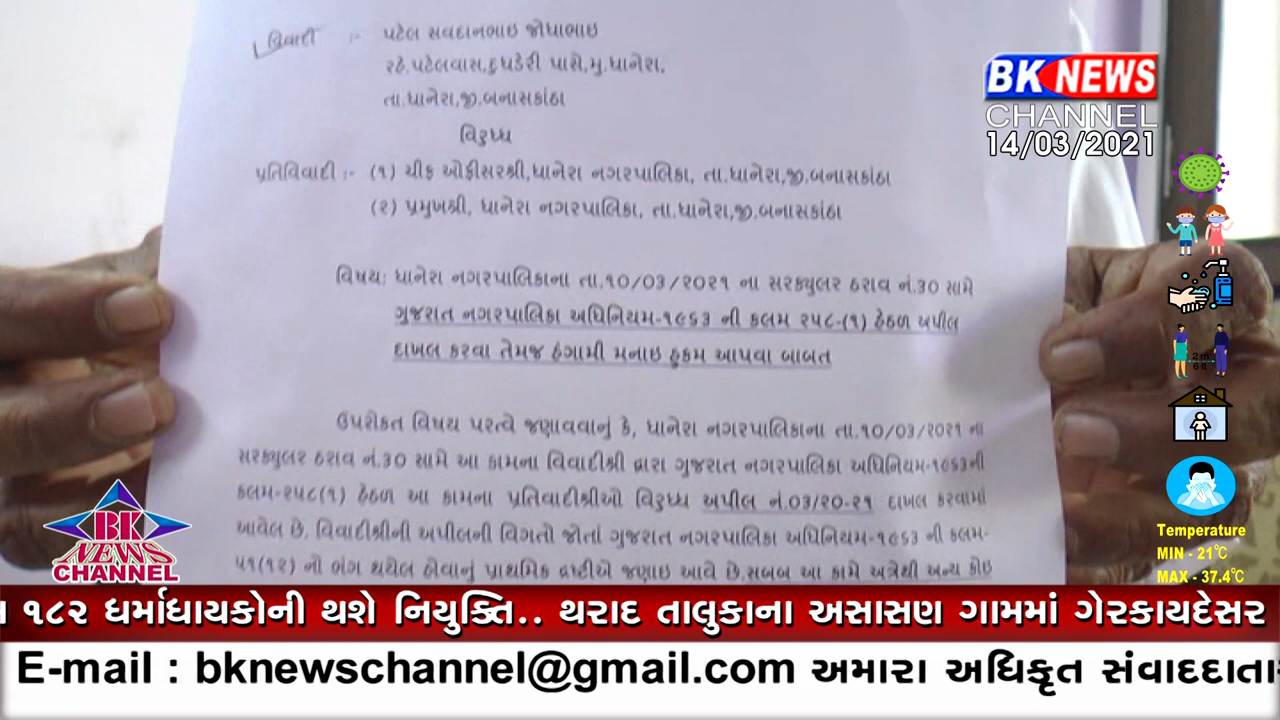 વિવાદી :- પટેલ સવદાનભાઇ જોધાભાઇ
રહે.પટેલવાસ,દુધડેરી પાસે,મુ.ધાનેરા,
તા.ધાનેરા,જી.બનાસકાંઠા
વિરુધ્ધ
પ્રતિવિવાદી :- (૧) ચીફ ઓફીસરશ્રી,ધાનેરા નગરપાલિકા, તા.ધાનેરા,જી.બનાસકાંઠા
(૨) પ્રમુખશ્રી, ધાનેરા નગરપાલિકા, તા.ધાનેરા,જી.બનાસકાંઠા
વિષય: ધાનેરા નગરપાલિકાના તા.૧૦/૦૩/૨૦૨૧ ના સરક્યુલર ઠરાવ નં.૩૦ સામે
ગુજરાત નગરપાલિકા અધિનિયમ-૧૯૬૩ ની કલમ ૨૫૮-(૧) હેઠળ અપીલ
દાખલ કરવા તેમજ હંગામી મનાઇ હુકમ આપવા બાબત
ઉપરોકત વિષય પરત્વે જણાવવાનું કે, ધાનેરા નગરપાલિકાના તા.૧૦/૦૩/૨૦૨૧ ના
સરક્યુલર ઠરાવ નં.૩૦ સામે આ કામના વિવાદીશ્રી દ્રારા ગુજરાત નગરપાલિકા અધિનિયમ-૧૯૬૩ની
કલમ-૨૫૮(૧) હેઠળ આ કામના પ્રતિવાદીશ્રીઓ વિરુધ્ધ અપીલ નં.૦૩/૨૦-૨૧ દાખલ કરવામાં
આવેલ છે. વિવાદીશ્રીની અપીલની વિગતો જોતાં ગુજરાત નગરપાલિકા અધિનિયમ-૧૯૬૩ ની કલમ-
૫૧(૧૨) નો ભંગ થયેલ હોવાનું પ્રાથમિક દ્રષ્ટીએ જણાઇ આવે છે.સબબ આ કામે અત્રેથી અન્ય કોઇ
BK NEWS
CHANNEL
14/03/2021
2 m
6 ft
Temperature
MIN - 21℃
MAX - 37.4℃
BK
NEWS
CHANNEL
૧૮૨ ધર્માધાયકોની થશે નિયુક્તિ.. થરાદ તાલુકાના અસાસણ ગામમાં ગેરકાયદેસર
E-mail : bknewschannel@gmail.com અમારા અધિકૃત સંવાદદાતા